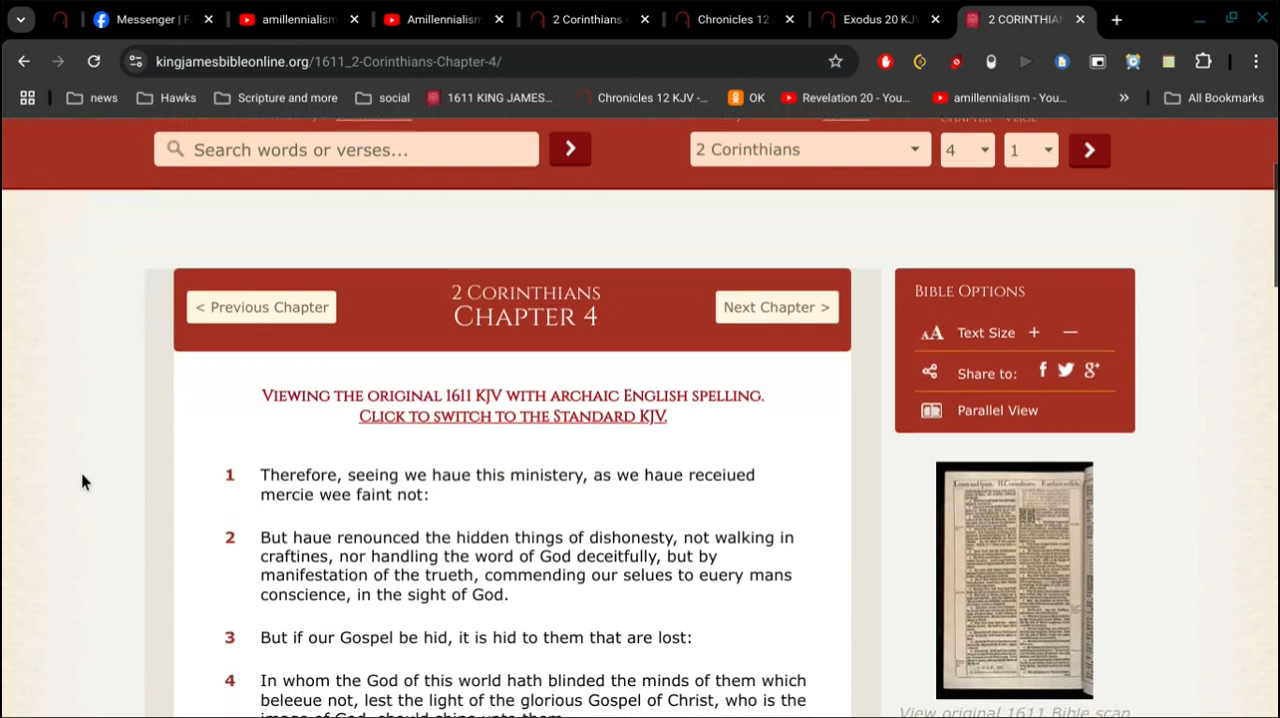 Messenger | F
amillennialism
Amillennialism
2 Corinthians
Chronicles 12
Exodus 20 KJV
2 CORINTHIAN
kingjamesbibleonline.org/1611_2-Corinthians-Chapter-4/
news
Hawks
Scripture and more
social
1611 KING JAMES...
Chronicles 12 KJV -...
OK
Revelation 20 - You...
amillennialism - You...
»
All Bookmarks
Search words or verses...
2 Corinthians
4
1
< Previous Chapter
2 Corinthians
Chapter 4
Next Chapter >
Bible Options
Text Size + —
Share to:
Parallel View
Viewing the original 1611 KJV with archaic English spelling.
Click to switch to the Standard KJV.
1 Therefore, seeing we haue this ministery, as we haue receiued
mercie wee faint not:
2 But haue renounced the hidden things of dishonesty, not walking in
craftines, nor handling the word of God deceitfully, but by
manifestation of the trueth, commending our selues to euery mans
conscience, in the sight of God.
3 But if our Gospel be hid, it is hid to them that are lost:
4 In whom the God of this world hath blinded the minds of them which
beleeue not, lest the light of the glorious Gospel of Christ, who is the
image of God, should shine unto them.
View original 1611 Bible scan